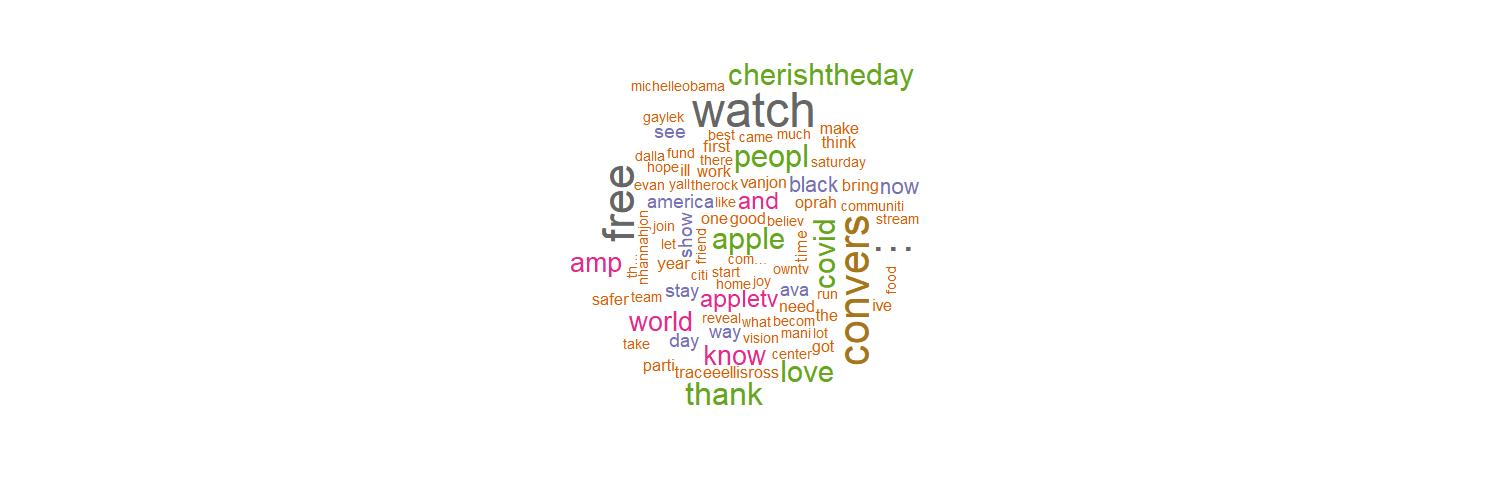 cherishtheday
michelleobama
watch
gaylek
see
best
came
much
make
first
think
dalla
fund
there
peopl
saturday
hope
ill
work
free
evan
yall
therock
vanjon
black
bring
now
america
like
and
oprah
communiti
nhannahjon
join
show
one
good
believ
covid
convers
stream
let
friend
apple
time
...
amp
th...
year
com...
citi
start
owntv
food
home
joy
safer
team
stay
appletv
ava
run
need
ive
world
reveal
what
becom
the
way
vision
mani
lot
take
day
know
center
got
parti
traceeellisross
love
thank